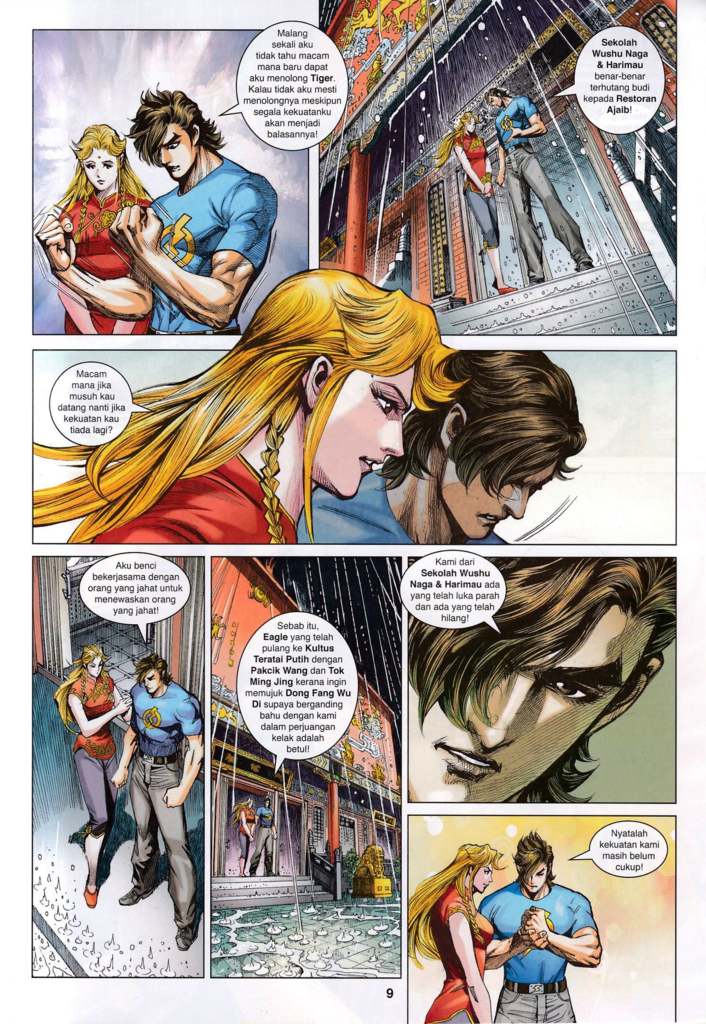 Malang
sekali aku
tidak tahu macam
mana baru dapat
aku menolong Tiger.
Kalau tidak aku mesti
menolongnya meskipun
segala kekuatanku
akan menjadi
balasannya!
Sekolah
Wushu Naga
& Harimau
benar-benar
terhutang budi
kepada Restoran
Ajaib!
Macam
mana jika
musuh kau
datang nanti jika
kekuatan kau
tiada lagi?
Aku benci
bekerjasama dengan
orang yang jahat untuk
menewaskan orang
yang jahat!
Sebab itu,
Eagle yang telah
pulang ke Kultus
Teratai Putih dengan
Pakcik Wang dan Tok
Ming Jing kerana ingin
memujuk Dong Fang Wu
Di supaya berganding
bahu dengan kami
dalam perjuangan
kelak adalah
betul!
Kami dari
Sekolah Wushu
Naga & Harimau ada
yang telah luka parah
dan ada yang telah
hilang!
Nyatalah
kekuatan kami
masih belum
cukup!
9